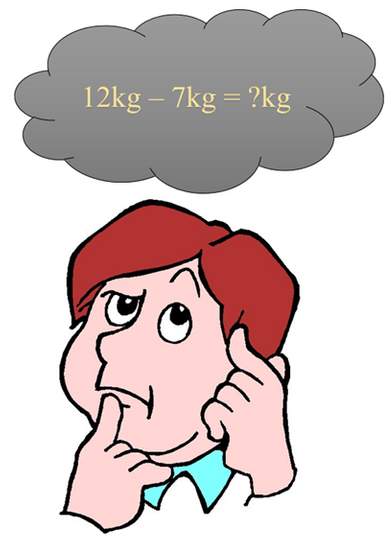 12kg – 7kg = ?kg